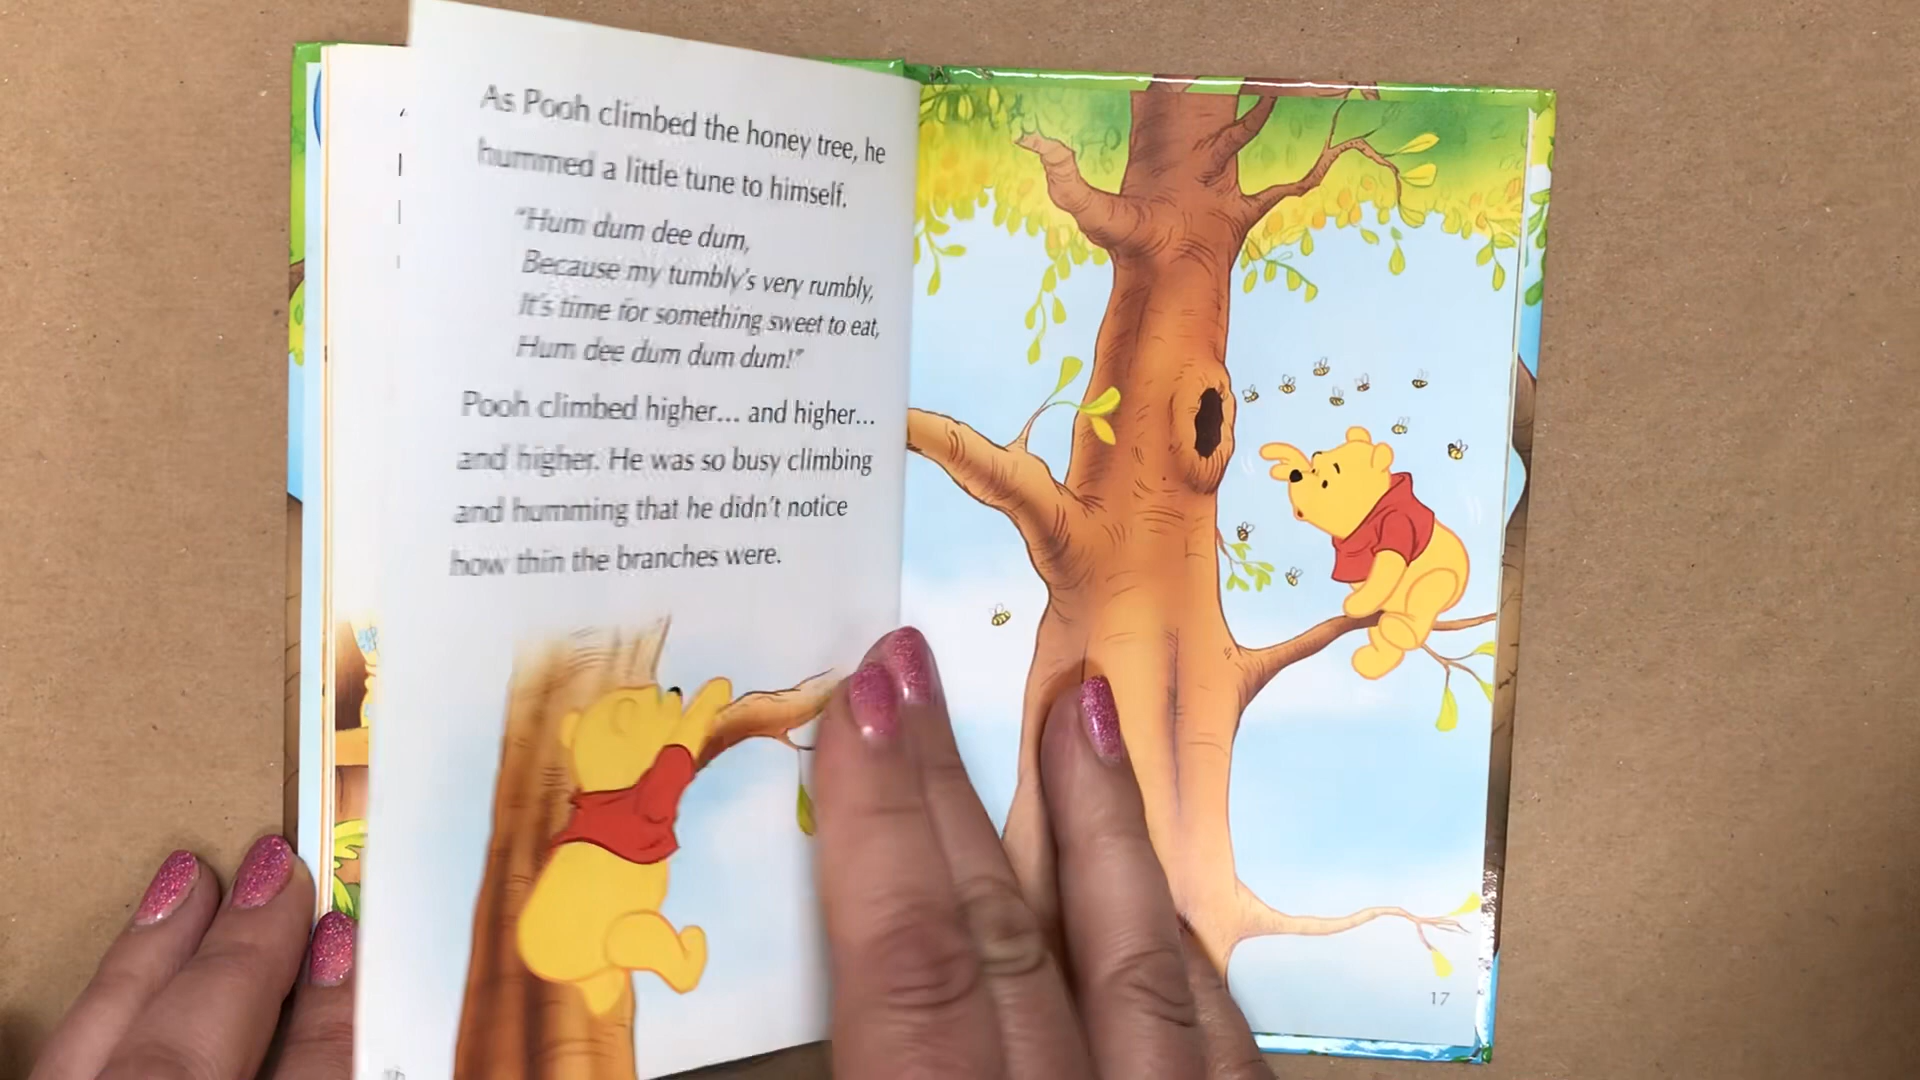 As Pooh climbed the honey tree, he
hummed a little tune to himself.
"Hum dum dee dum,
Because my tumbly's very rumbly,
It's time for something sweet to eat,
Hum dee dum dum dum!"
Pooh climbed higher... and higher...
and higher. He was so busy climbing
and humming that he didn't notice
how thin the branches were.
17